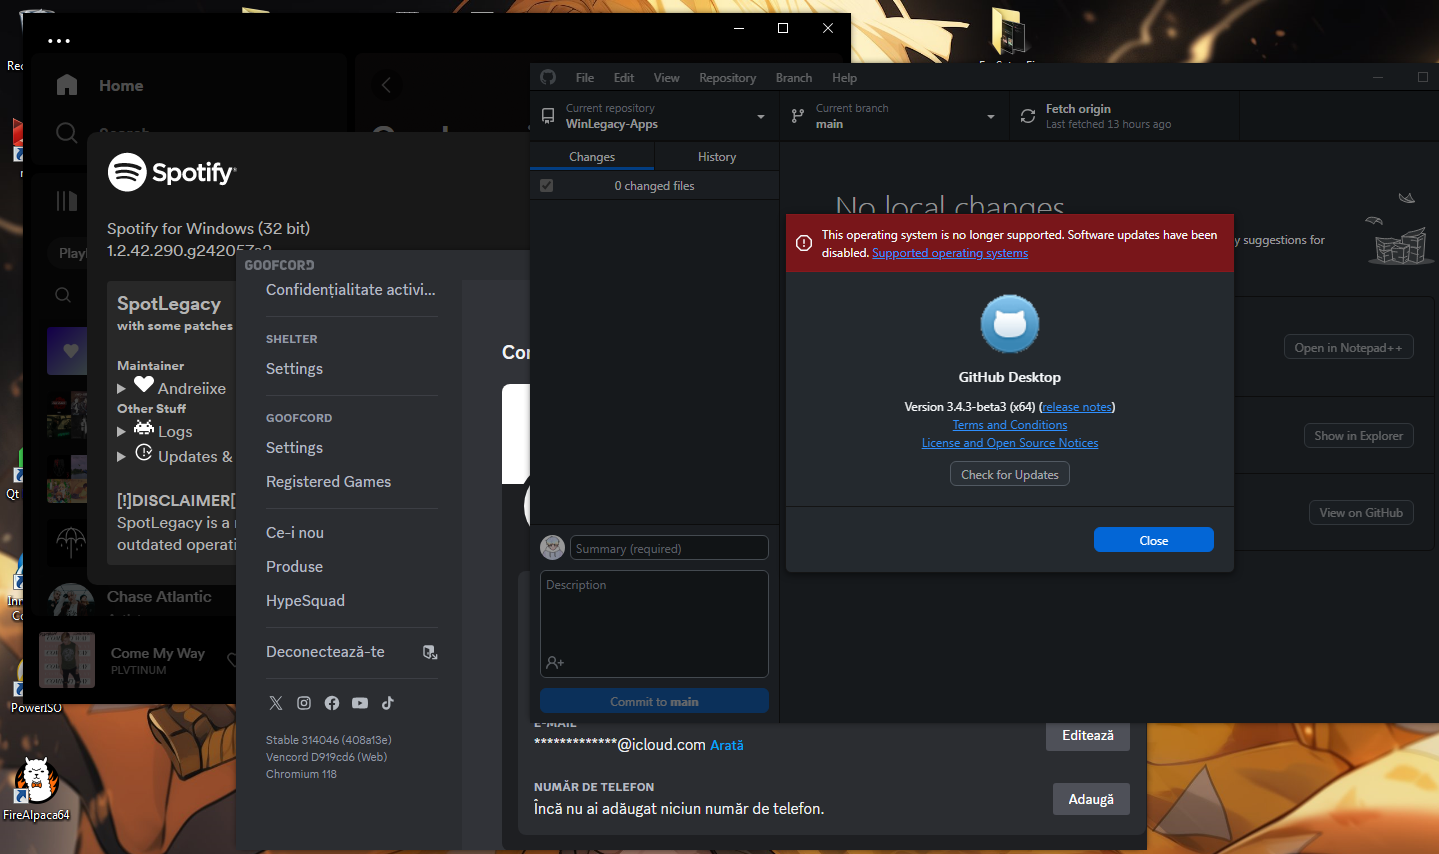 Home
Spotify
Spotify for Windows (32 bit)
SpotLegacy
with some patches
Maintainer
Andreiixe
Other Stuff
Logs
Updates &
[!]DISCLAIMER[
SpotLegacy is a
outdated operati
Chase Atlantic
Come My Way
PLVTINUM
PowerISO
FireAlpaca64
Qt
GOOFCORD
Confidențialitate activi...
SHELTER
Settings
GOOFCORD
Settings
Registered Games
Ce-i nou
Produse
HypeSquad
Deconectează-te
Stable 314046 (408a13e)
Vencord D919cd6 (Web)
Chromium 118
E-MAIL
*************@icloud.com Arată
Editează
NUMĂR DE TELEFON
Încă nu ai adăugat niciun număr de telefon.
Adaugă
File Edit View Repository Branch Help
Current repository
WinLegacy-Apps
Current branch
main
Fetch origin
Last fetched 13 hours ago
Changes
History
0 changed files
No local changes
y suggestions for
Open in Notepad++
Show in Explorer
View on GitHub
Summary (required)
Description
Commit to main
This operating system is no longer supported. Software updates have been
disabled. Supported operating systems
GitHub Desktop
Version 3.4.3-beta3 (x64) (release notes)
Terms and Conditions
License and Open Source Notices
Check for Updates
Close